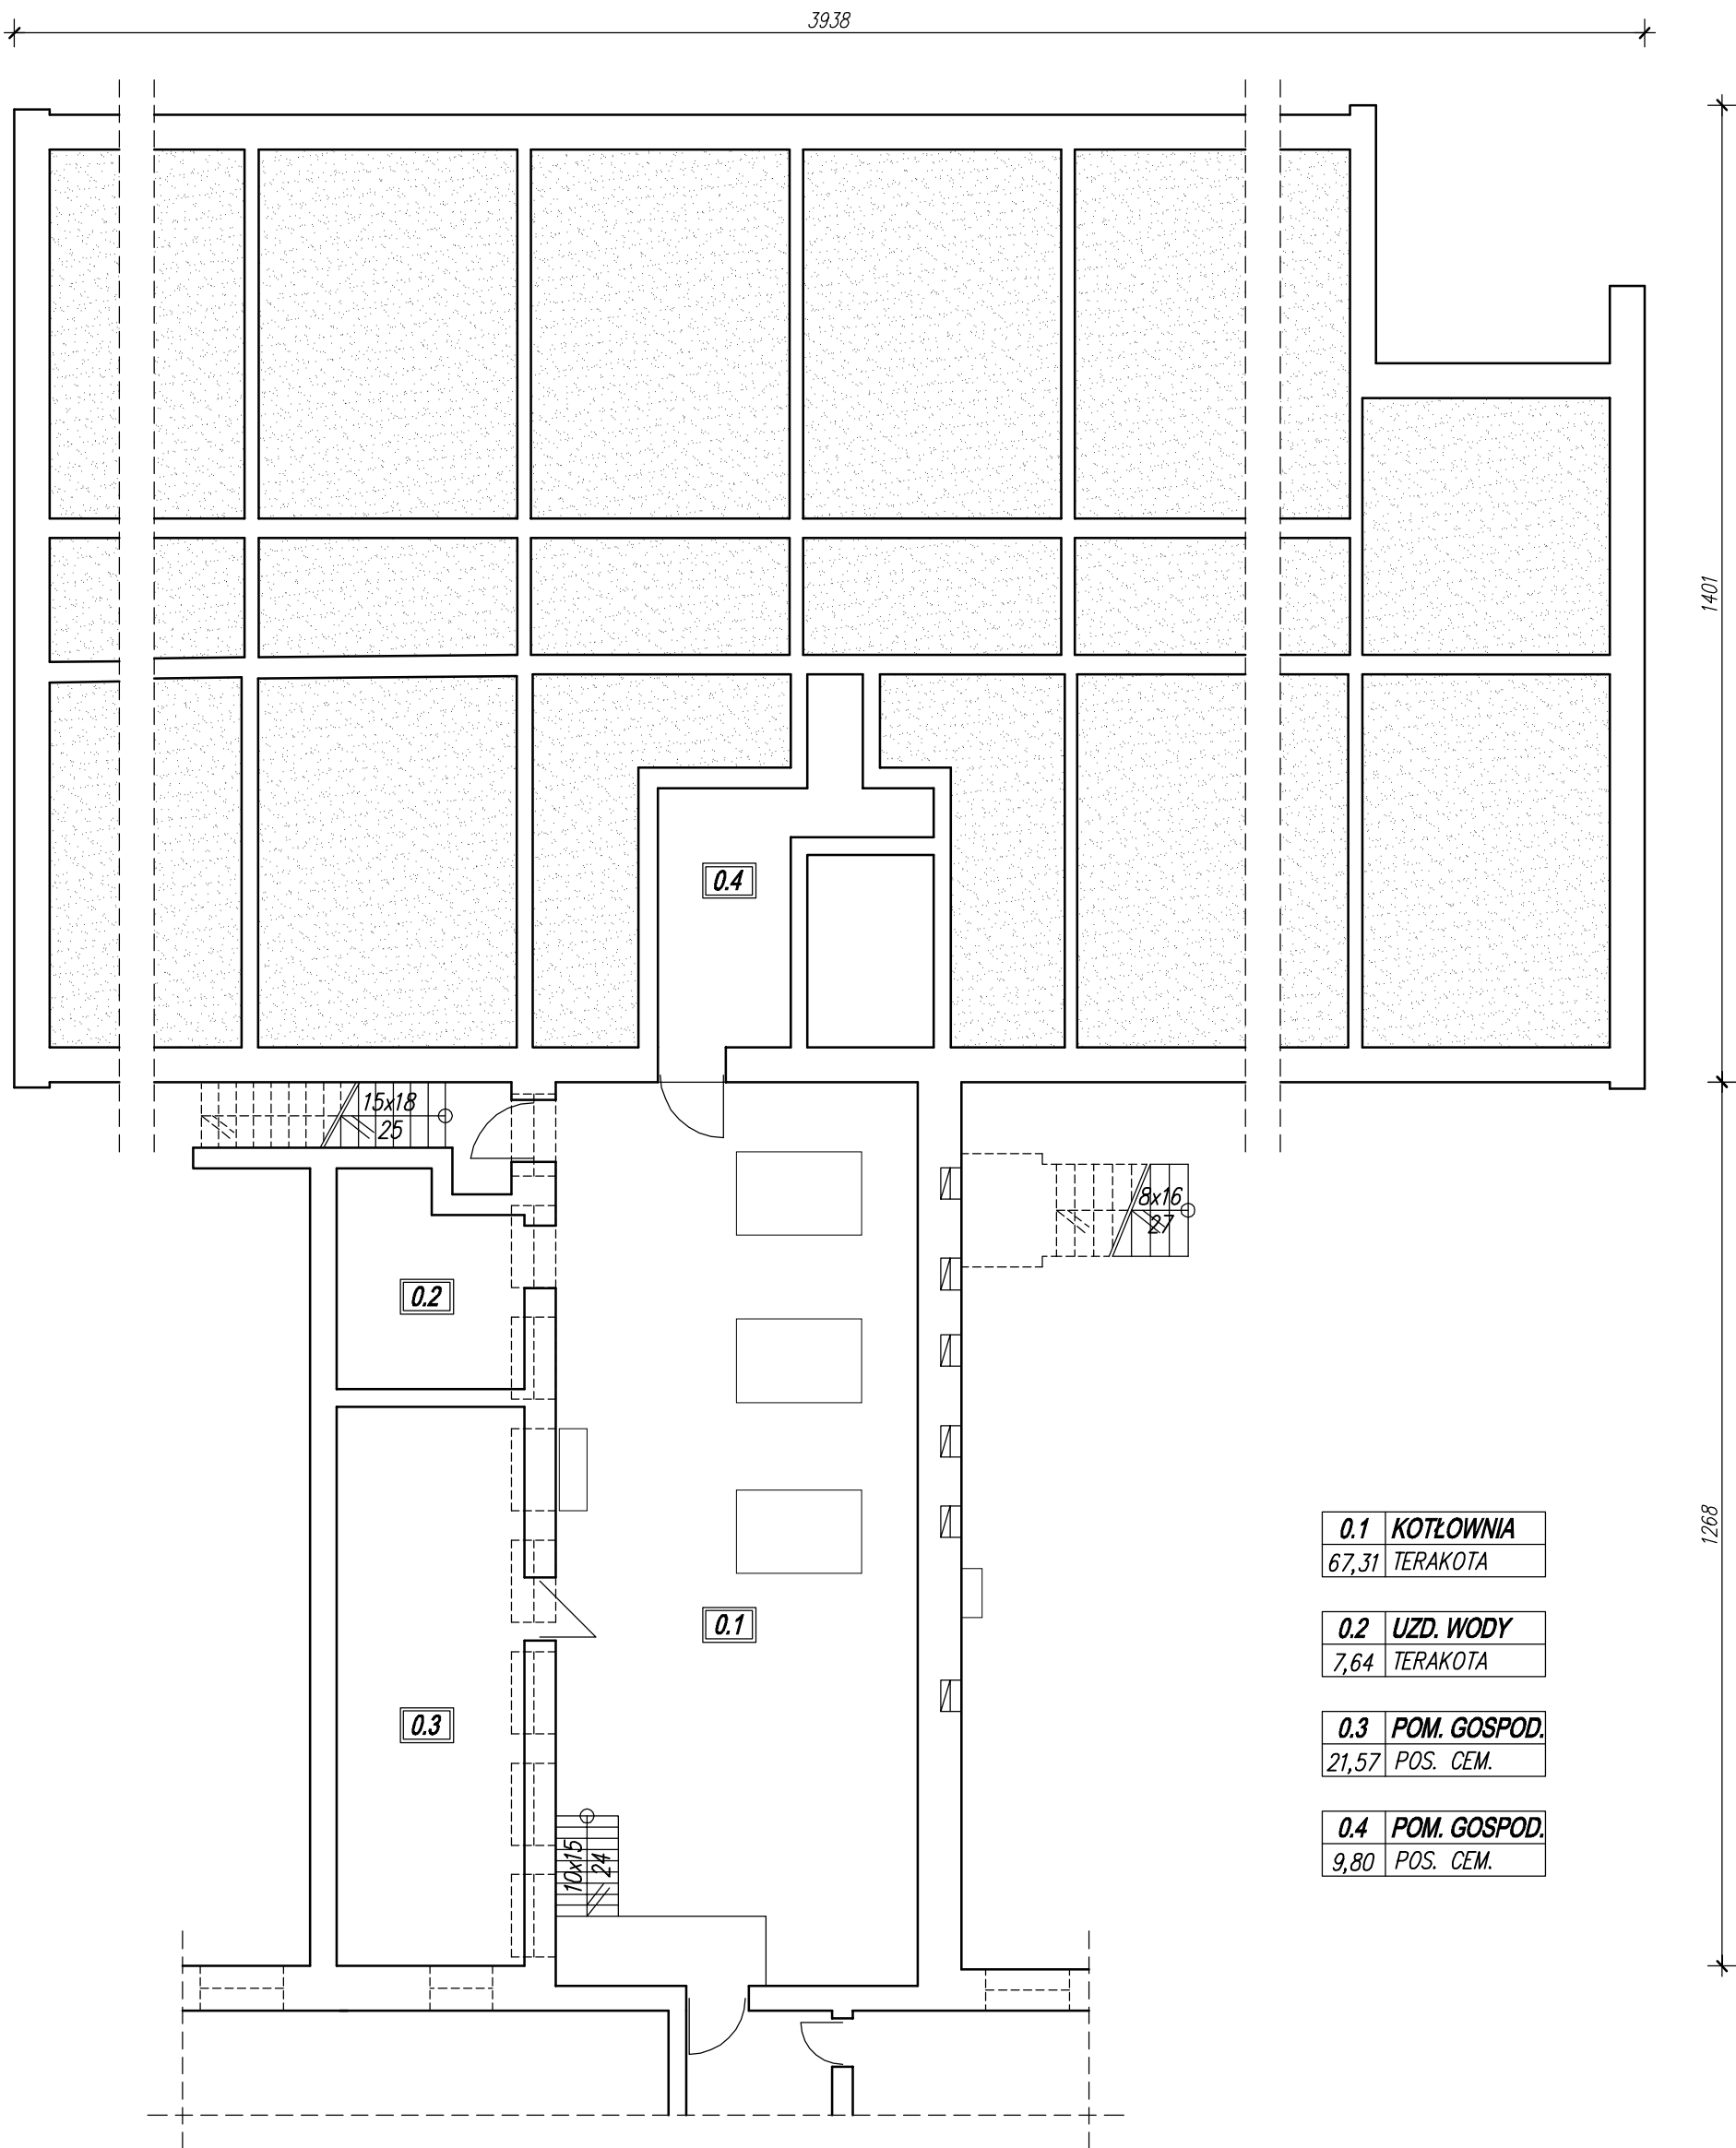 3938
1401
0.4
15x18
25
8x16
27
0.2
0.1
0.3
10x15
24
1268
0.1 KOTŁOWNIA
67,31 TERAKOTA
0.2 UZD. WODY
7,64 TERAKOTA
0.3 POM. GOSPOD.
21,57 POS. CEM.
0.4 POM. GOSPOD.
9,80 POS. CEM.